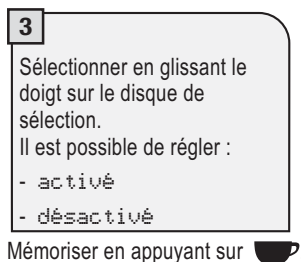 3
Sélectionner en glissant le
doigt sur le disque de
sélection.
Il est possible de régler :
- activé
- désactivé
Mémoriser en appuyant sur